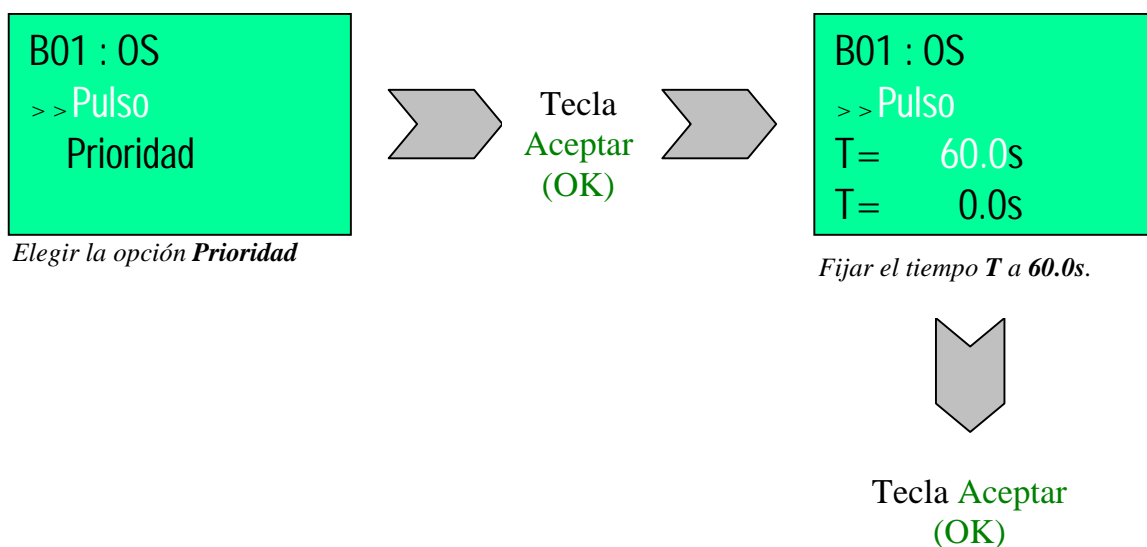 B01 : OS
>>Pulso
Prioridad
Elegir la opción Prioridad
Tecla
Aceptar
(OK)
B01 : OS
>>Pulso
T= 60.0s
T= 0.0s
Fijar el tiempo T a 60.0s.
Tecla Aceptar
(OK)